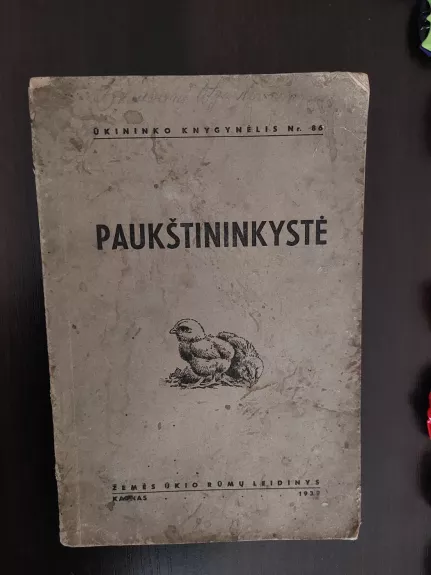 ŪKININKO KNYGYNĖLIS Nr. 86
PAUKŠTININKYSTĖ
ŽEMĖS ŪKIO RŪMŲ LEIDINYS
KAUNAS